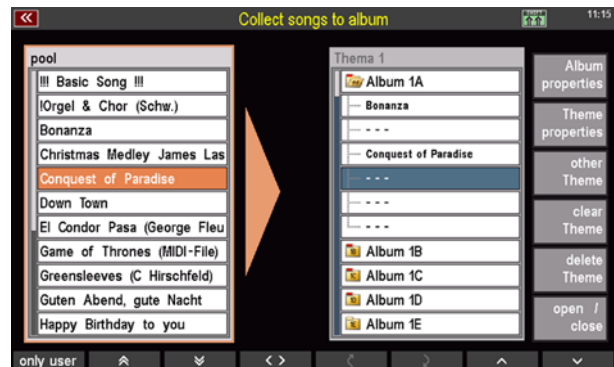 Collect songs to album
11:15
pool
!!! Basic Song !!!
!Orgel & Chor (Schw.)
Bonanza
Christmas Medley James Las
Conquest of Paradise
Down Town
El Condor Pasa (George Fleu
Game of Thrones (MIDI-File)
Greensleeves (C Hirschfeld)
Guten Abend, gute Nacht
Happy Birthday to you
Thema 1
Album 1A
Bonanza
- - -
Conquest of Paradise
- - -
- - -
- - -
Album 1B
Album 1C
Album 1D
Album 1E
Album
properties
Theme
properties
other
Theme
clear
Theme
delete
Theme
open /
close
only user